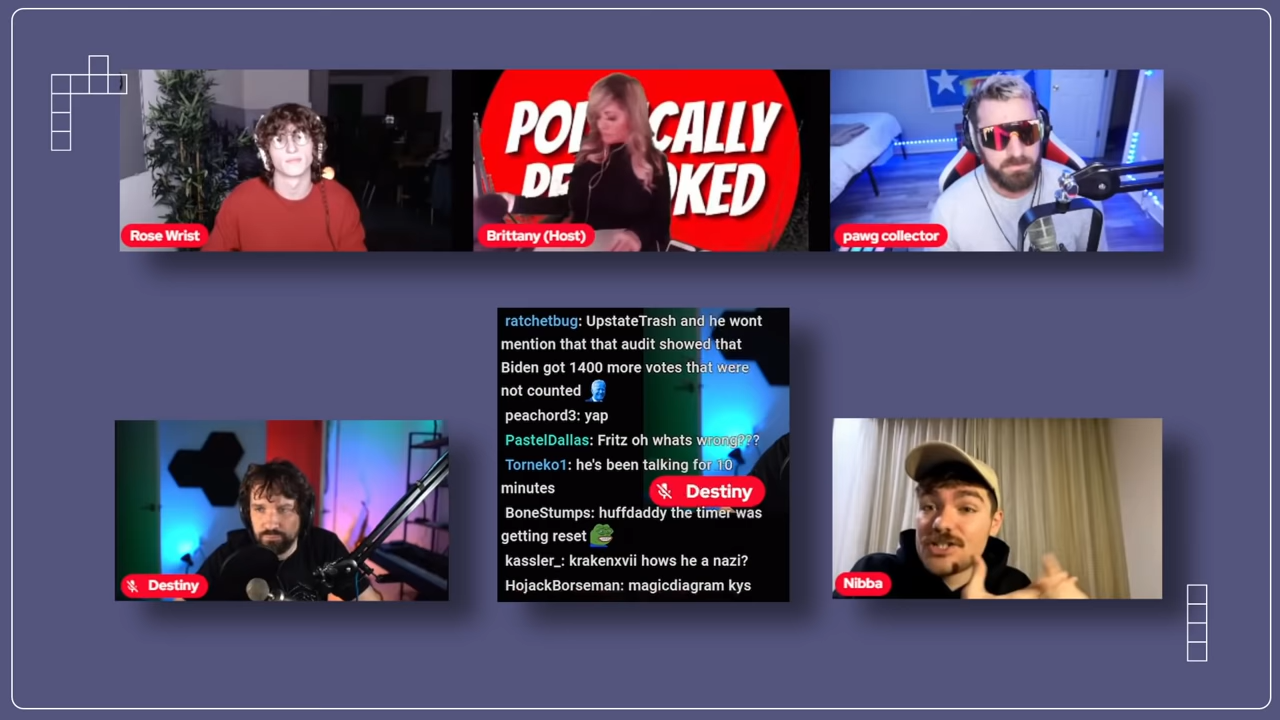 Rose Wrist
Brittany (Host)
pawg collector
ratchetbug: UpstateTrash and he wont
mention that that audit showed that
Biden got 1400 more votes that were
not counted
peachord3: yap
PastelDallas: Fritz oh whats wrong???
Torneko1: he's been talking for 10
minutes
Destiny
BoneStumps: huffdaddy the timer was
getting reset
kassler_: krakenxvii hows he a nazi?
HojackBorseman: magicdiagram kys
Destiny
Nibba